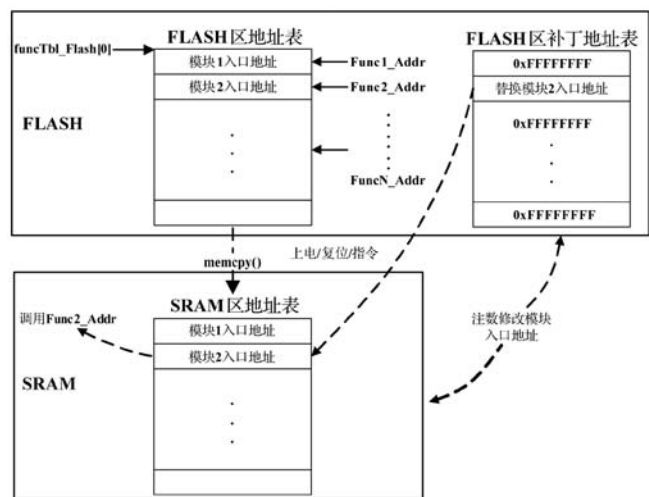 FLASH区地址表
FLASH区补丁地址表
funcTbl_Flash[0]
模块1入口地址
Func1_Addr
0xFFFFFFFF
模块2入口地址
Func2_Addr
替换模块2入口地址
FLASH
0xFFFFFFFF
FuncN_Addr
0xFFFFFFFF
memcpy()
上电/复位/指令
SRAM区地址表
调用Func2_Addr
模块1入口地址
模块2入口地址
注数修改模块
入口地址
SRAM